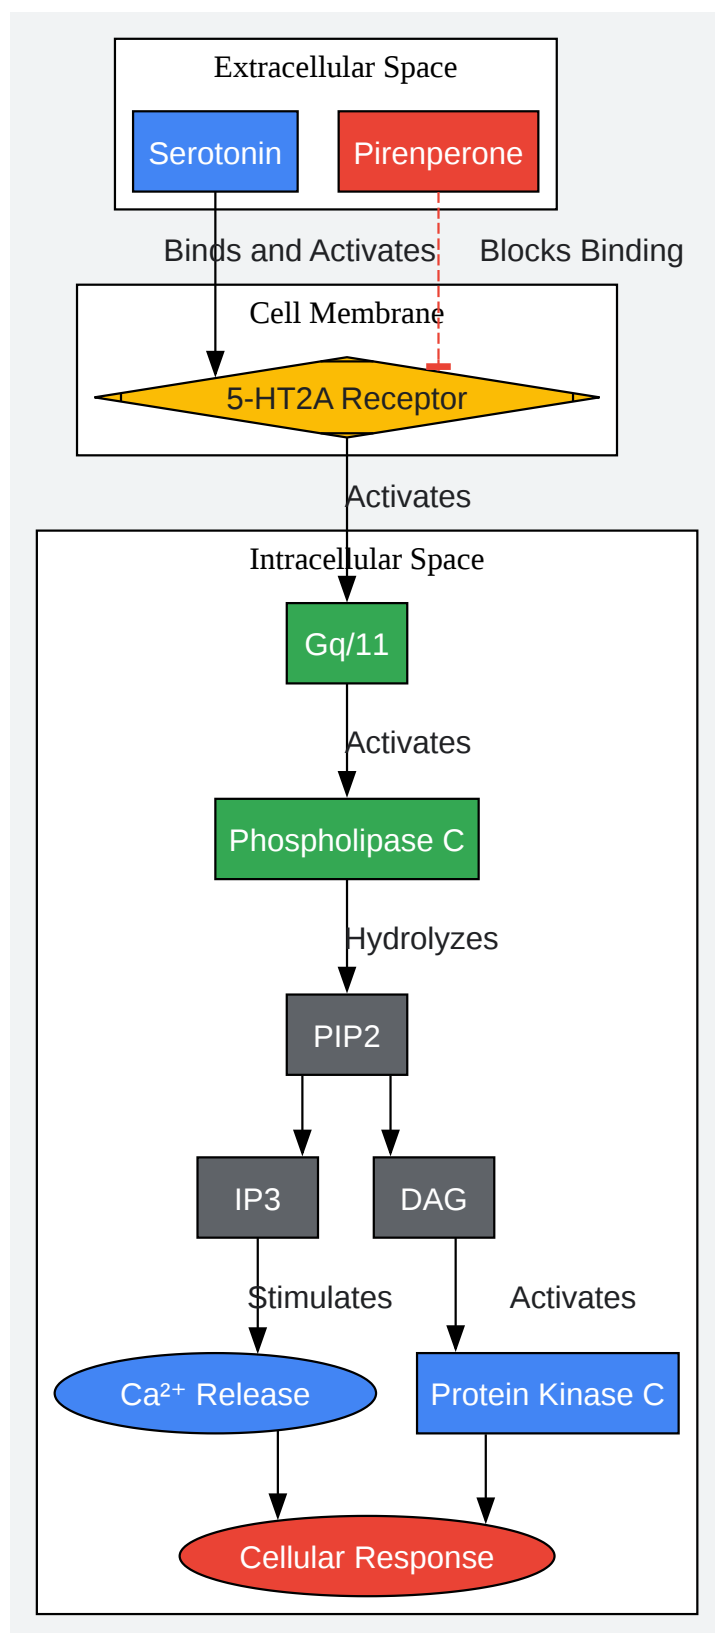 Extracellular Space
Serotonin
Pirenperone
Binds and Activates
Blocks Binding
Cell Membrane
5-HT2A Receptor
Activates
Intracellular Space
Gq/11
Activates
Phospholipase C
Hydrolyzes
PIP2
IP3
DAG
Stimulates
Activates
Ca²⁺ Release
Protein Kinase C
Cellular Response